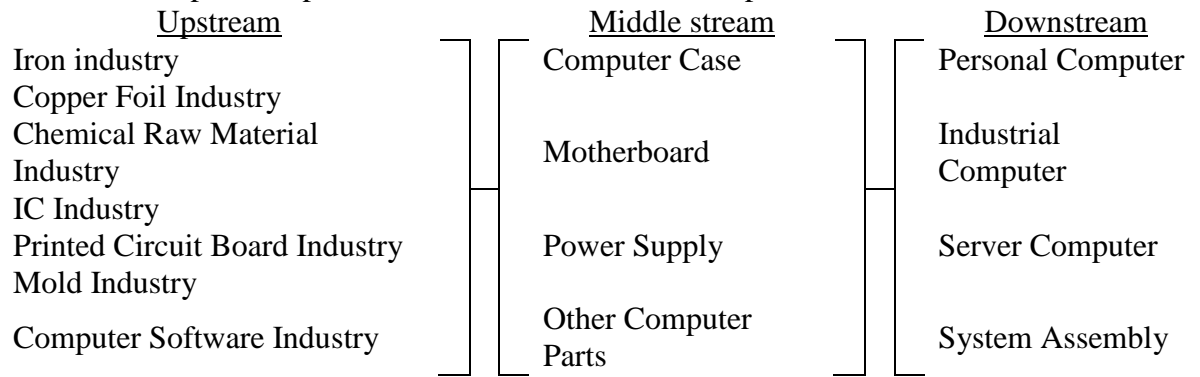 Upstream
Middle stream
Downstream
Iron industry
Copper Foil Industry
Chemical Raw Material
Industry
IC Industry
Printed Circuit Board Industry
Mold Industry
Computer Software Industry
Computer Case
Motherboard
Power Supply
Other Computer
Parts
Personal Computer
Industrial
Computer
Server Computer
System Assembly